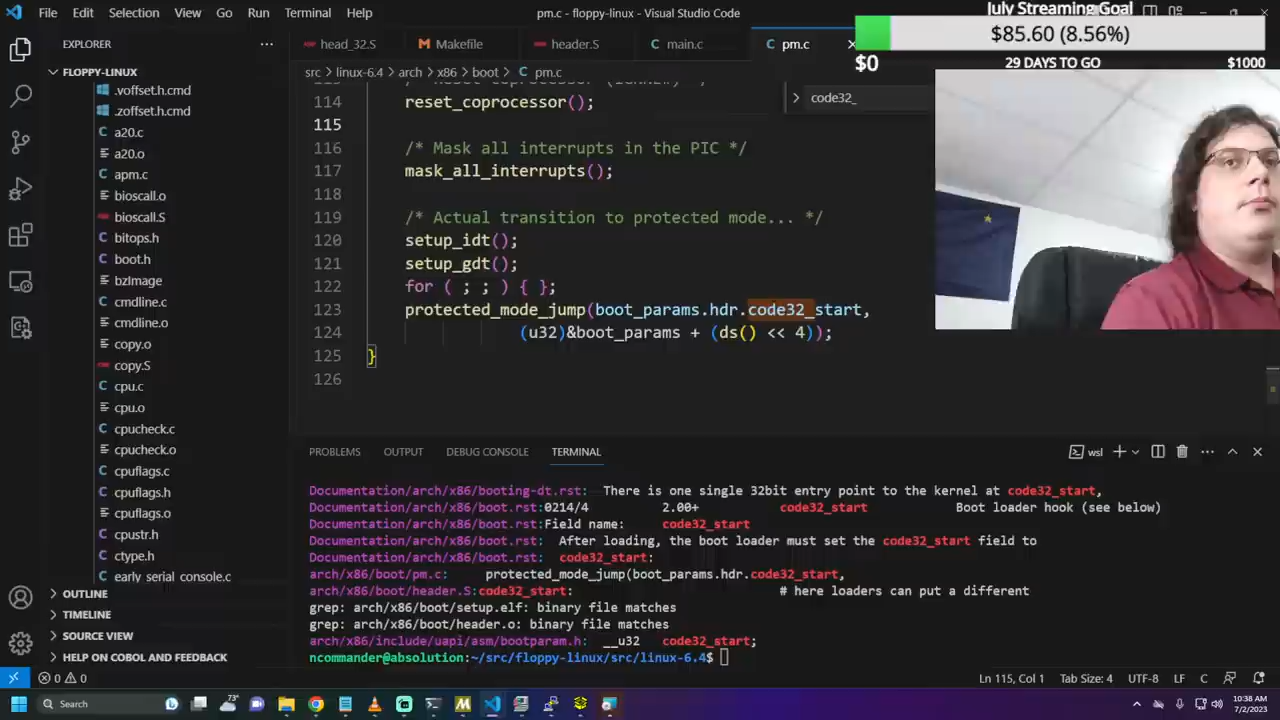 File Edit Selection View Go Run Terminal Help
pm.c - floppy-linux - Visual Studio Code
July Streaming Goal
$85.60 (8.56%)
$0 29 DAYS TO GO $1000
EXPLORER
head_32.S Makefile header.S main.c pm.c
FLOPPY-LINUX
src > linux-6.4 > arch > x86 > boot > pm.c
code32_
.voffset.h.cmd
.zoffset.h.cmd
a20.c
a20.o
apm.c
bioscall.o
bioscall.S
bitops.h
boot.h
bzImage
cmdline.c
cmdline.o
copy.o
copy.S
cpu.c
cpu.o
cpucheck.c
cpucheck.o
cpuflags.c
cpuflags.h
cpuflags.o
cpustr.h
ctype.h
early serial console.c
OUTLINE
TIMELINE
SOURCE VIEW
HELP ON COBOL AND FEEDBACK
114 reset_coprocessor();
115
116 /* Mask all interrupts in the PIC */
117 mask_all_interrupts();
118
119 /* Actual transition to protected mode... */
120 setup_idt();
121 setup_gdt();
122 for ( ; ; ) { };
123 protected_mode_jump(boot_params.hdr.code32_start,
124 (u32)&boot_params + (ds() << 4));
125 }
126
PROBLEMS OUTPUT DEBUG CONSOLE TERMINAL
wsl
Documentation/arch/x86/booting-dt.rst: There is one single 32bit entry point to the kernel at code32_start,
Documentation/arch/x86/boot.rst:0214/4 2.00+ code32_start Boot loader hook (see below)
Documentation/arch/x86/boot.rst:Field name: code32_start
Documentation/arch/x86/boot.rst: After loading, the boot loader must set the code32_start field to
Documentation/arch/x86/boot.rst: code32_start:
arch/x86/boot/pm.c: protected_mode_jump(boot_params.hdr.code32_start,
arch/x86/boot/header.S:code32_start: # here loaders can put a different
grep: arch/x86/boot/setup.elf: binary file matches
grep: arch/x86/boot/header.o: binary file matches
arch/x86/include/uapi/asm/bootparam.h: __u32 code32_start;
ncommander@absolution:~/src/floppy-linux/src/linux-6.4$
0 0
Ln 115, Col 1 Tab Size: 4 UTF-8 LF C
Search
73°
10:38 AM
7/2/2023